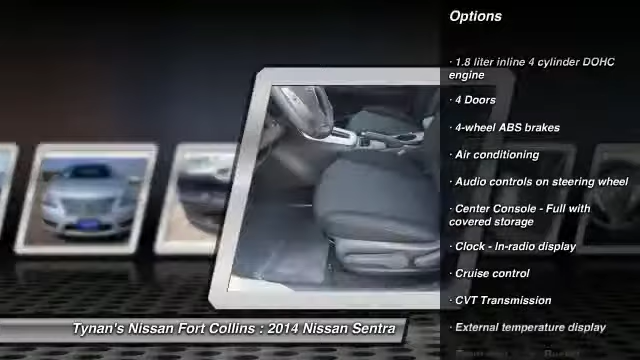 Options
· 1.8 liter inline 4 cylinder DOHC
engine
· 4 Doors
· 4-wheel ABS brakes
· Air conditioning
· Audio controls on steering wheel
· Center Console - Full with
covered storage
· Clock - In-radio display
· Cruise control
· CVT Transmission
· External temperature display
Tynan's Nissan Fort Collins : 2014 Nissan Sentra